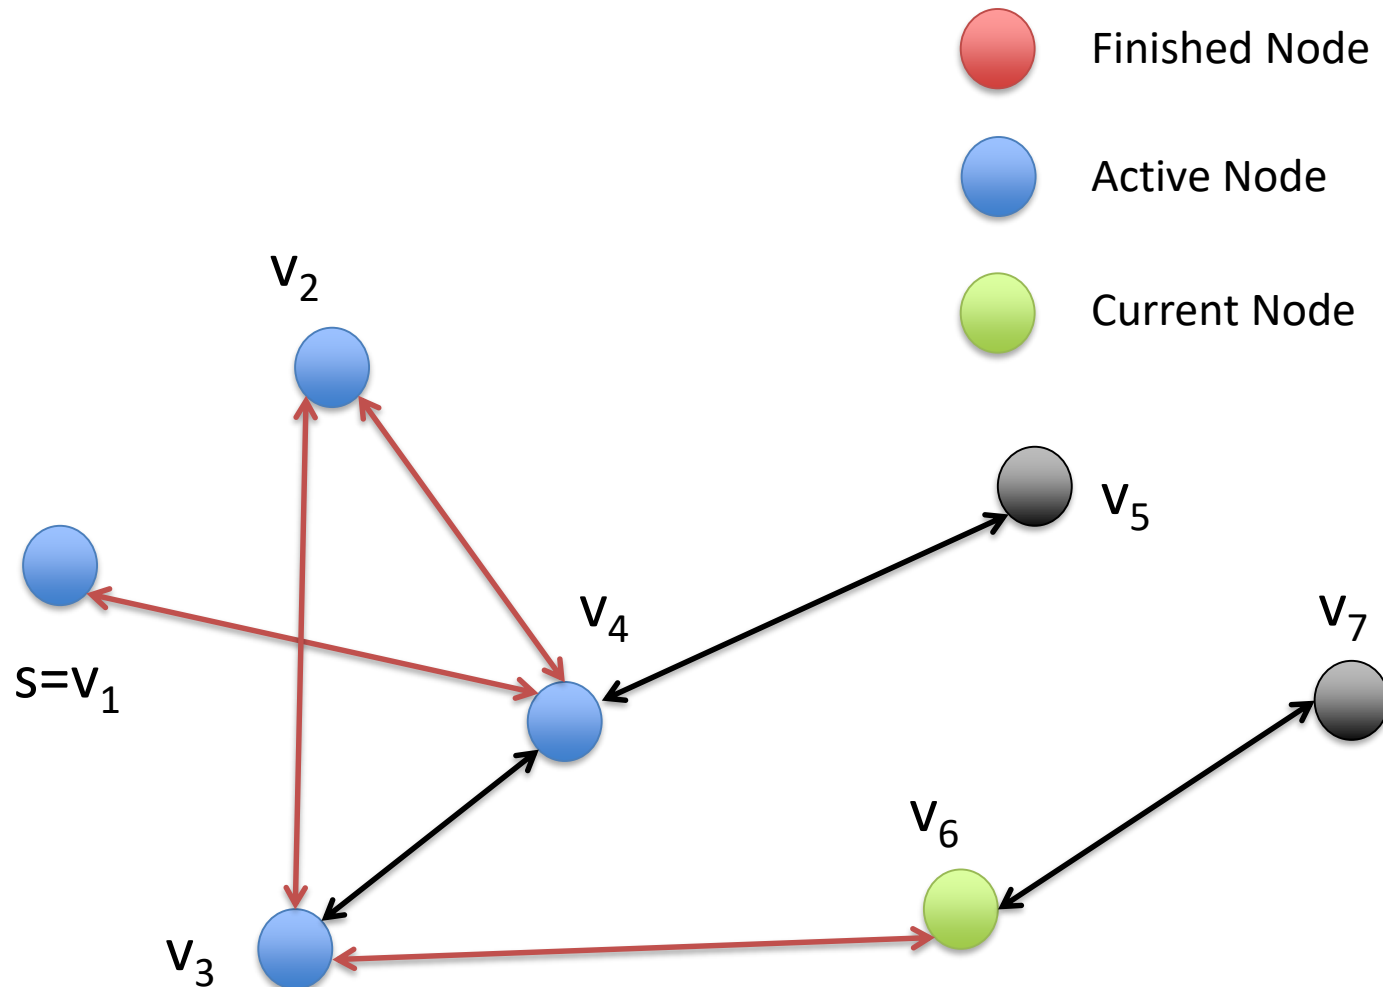 Finished Node
Active Node
v2
Current Node
v5
v4
v7
s=v1
v6
v3